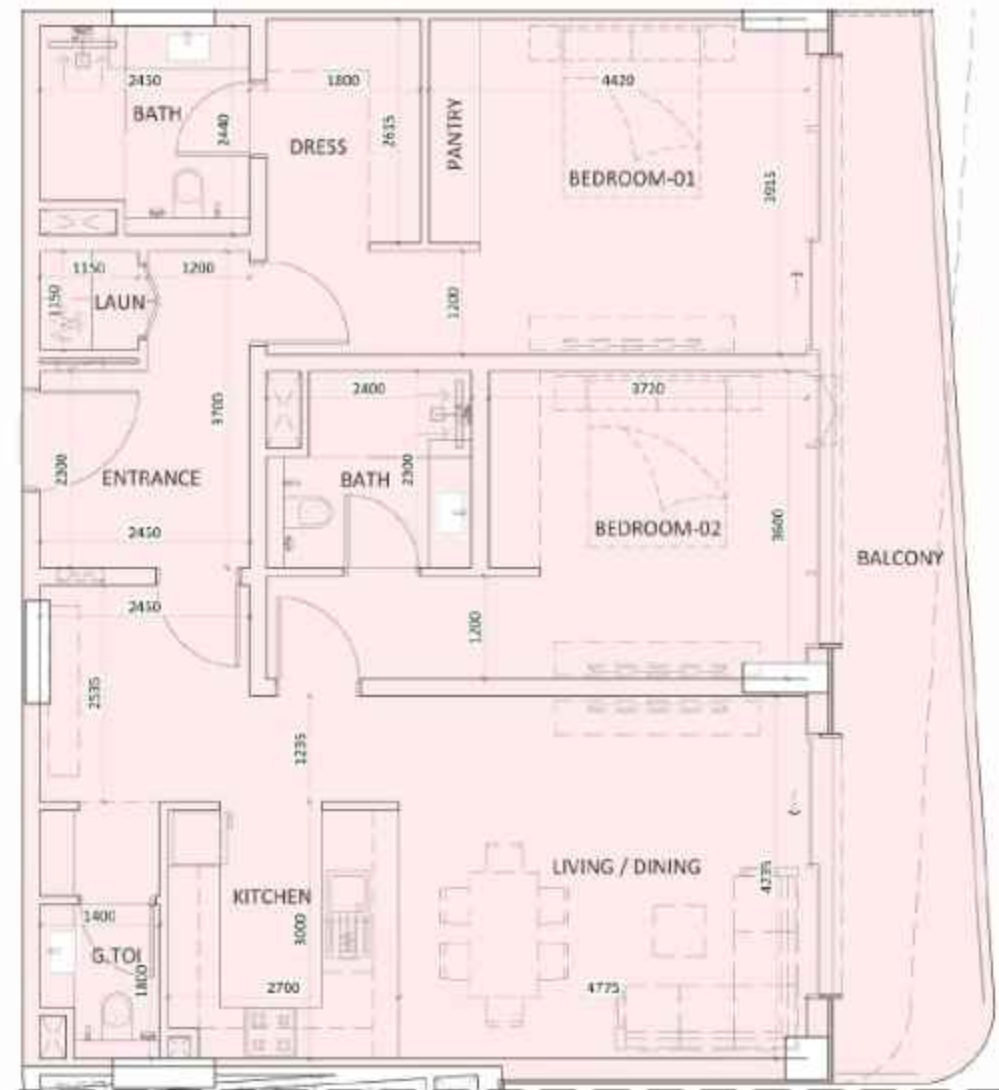 2450
BATH
2440
1800
DRESS
2615
PANTRY
4420
BEDROOM-01
3915
1150
1200
1150
LAUN
1200
3700
2300
ENTRANCE
2450
2400
BATH
2300
3720
BEDROOM-02
3600
BALCONY
2450
1200
2535
1235
LIVING / DINING
4235
KITCHEN
3000
1400
G.TOI
1800
2700
4775